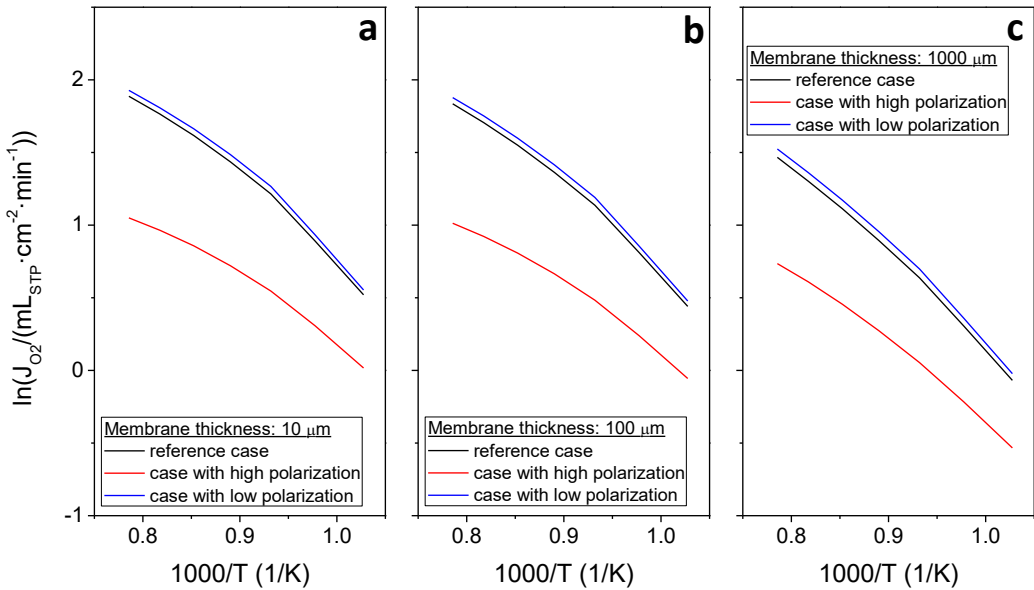 a
b
c
ln(J_O2/(mL_STP·cm⁻²·min⁻¹))
2
1
0
-1
Membrane thickness: 10 μm
reference case
case with high polarization
case with low polarization
0.8 0.9 1.0
1000/T (1/K)
Membrane thickness: 100 μm
reference case
case with high polarization
case with low polarization
0.8 0.9 1.0
1000/T (1/K)
Membrane thickness: 1000 μm
reference case
case with high polarization
case with low polarization
0.8 0.9 1.0
1000/T (1/K)